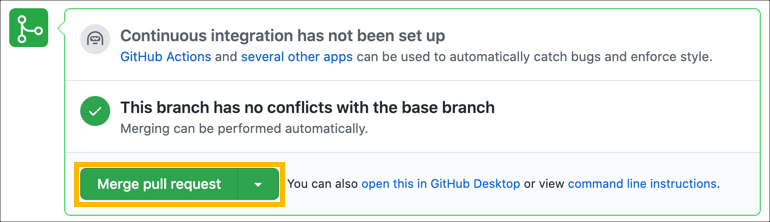 Continuous integration has not been set up
GitHub Actions and several other apps can be used to automatically catch bugs and enforce style.
This branch has no conflicts with the base branch
Merging can be performed automatically.
Merge pull request You can also open this in GitHub Desktop or view command line instructions.